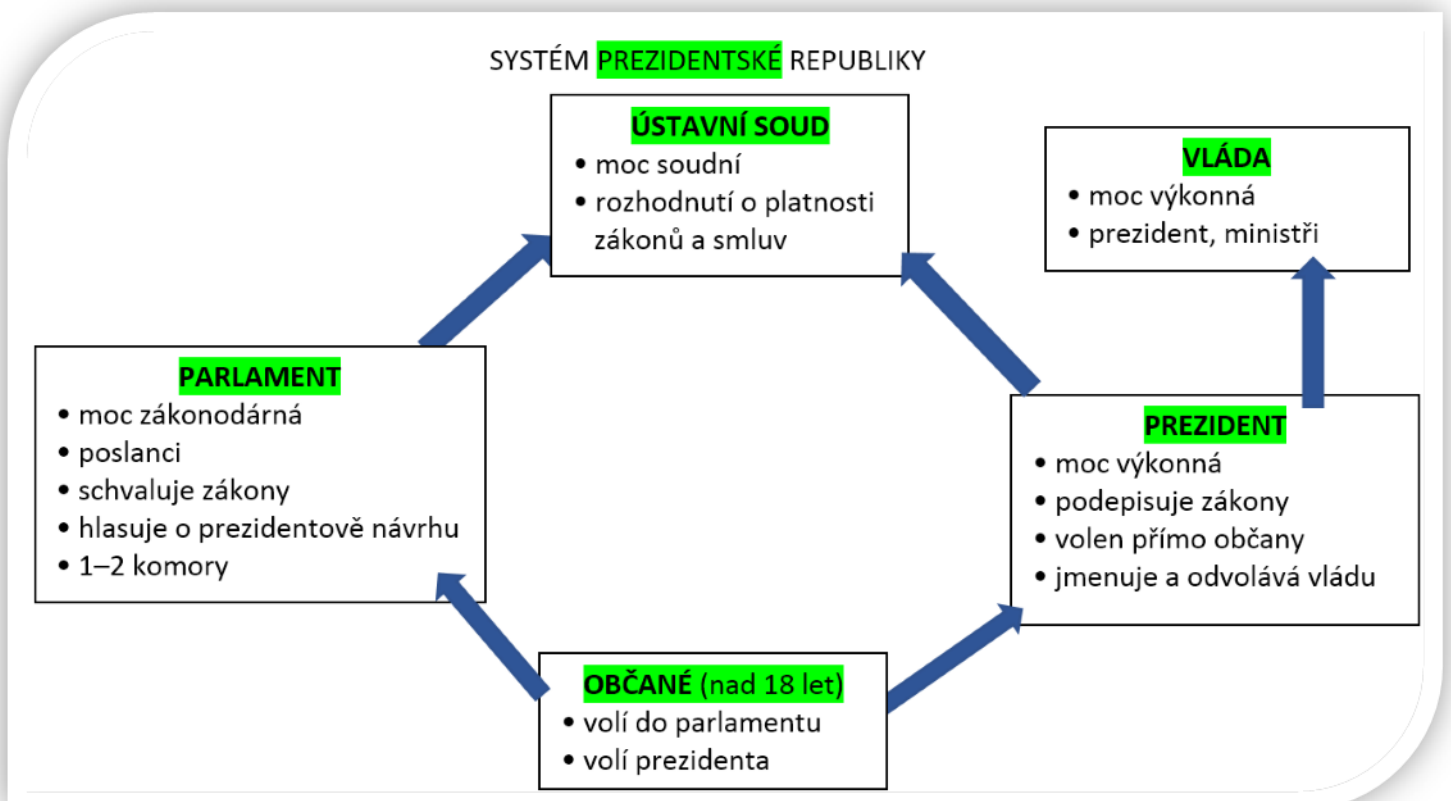 SYSTÉM PREZIDENTSKÉ REPUBLIKY
ÚSTAVNÍ SOUD
• moc soudní
• rozhodnutí o platnosti
zákonů a smluv
VLÁDA
• moc výkonná
• prezident, ministři
PARLAMENT
• moc zákonodárná
• poslanci
• schvaluje zákony
• hlasuje o prezidentově návrhu
• 1–2 komory
PREZIDENT
• moc výkonná
• podepisuje zákony
• volen přímo občany
• jmenuje a odvolává vládu
OBČANÉ (nad 18 let)
• volí do parlamentu
• volí prezidenta